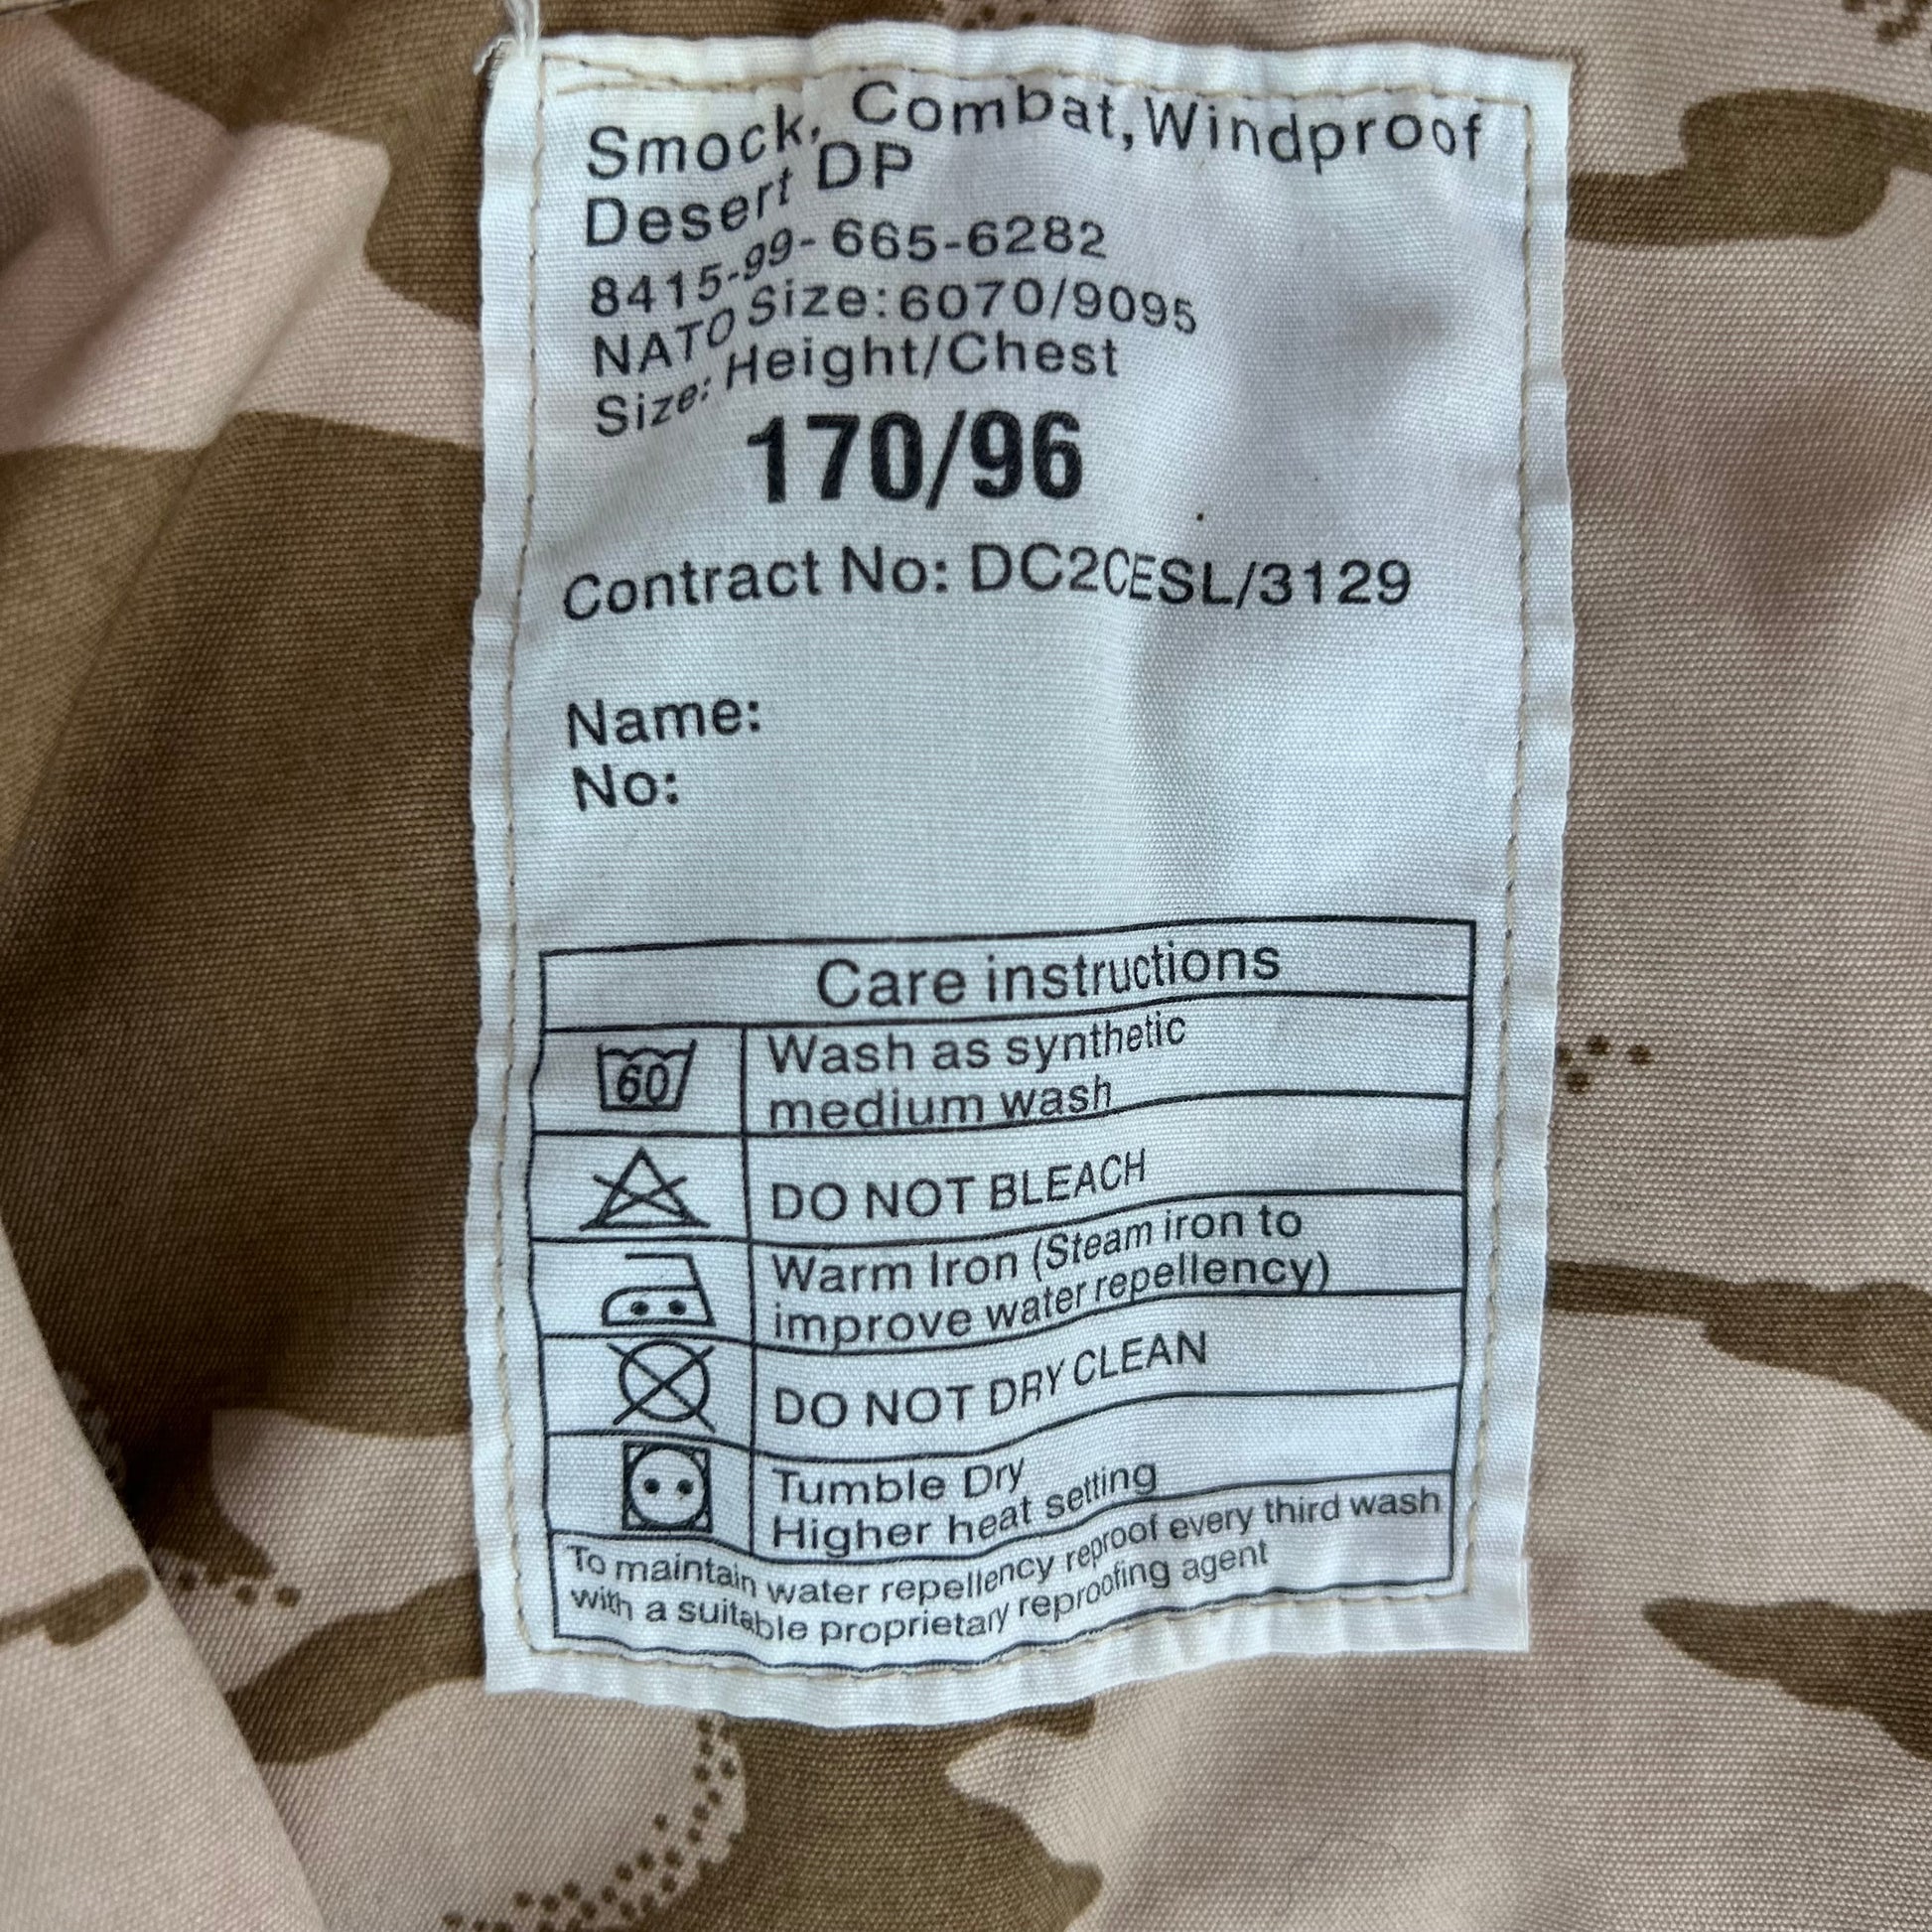 Smock, Combat, Windproof
Desert DP
8415-99-665-6282
NATO Size: 6070/9095
Size: Height/Chest
170/96
Contract No: DC2CESL/3129
Name:
No:
Care instructions
60
Wash as synthetic
medium wash
DO NOT BLEACH
Warm Iron (Steam iron to
improve water repellency)
DO NOT DRY CLEAN
Tumble Dry
Higher heat setting
To maintain water repellency reproof every third wash
with a suitable proprietary reproofing agent